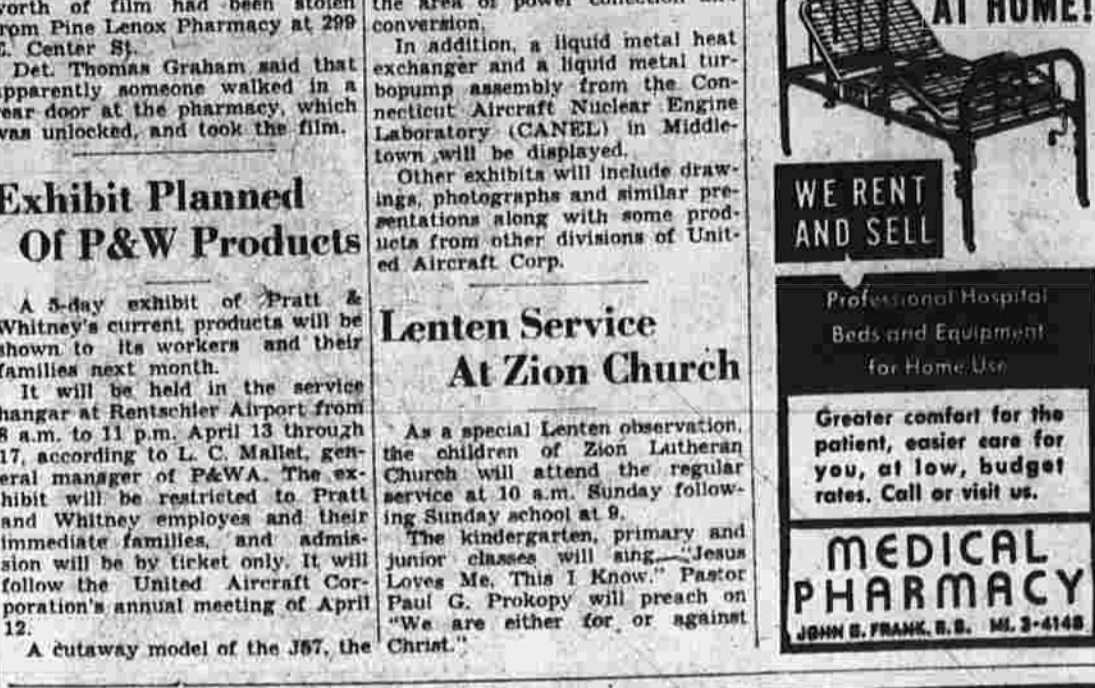 worth of film had been stolen
from Pine Lenox Pharmacy at 299
E. Center St.
Det. Thomas Graham said that
apparently someone walked in a
rear door at the pharmacy, which
was unlocked, and took the film.
Exhibit Planned
Of P&W Products
A 5-day exhibit of Pratt &
Whitney's current products will be
shown to its workers and their
families next month.
It will be held in the service
hangar at Rentschler Airport from
8 a.m. to 11 p.m. April 13 through
17, according to L. C. Mallet, gen-
eral manager of P&WA. The ex-
hibit will be restricted to Pratt
and Whitney employes and their
immediate families, and admis-
sion will be by ticket only. It will
follow the United Aircraft Cor-
poration's annual meeting of April
12.
A cutaway model of the J57, the
the area of power collection and
conversion.
In addition, a liquid metal heat
exchanger and a liquid metal tur-
bopump assembly from the Con-
necticut Aircraft Nuclear Engine
Laboratory (CANEL) in Middle-
town will be displayed.
Other exhibits will include draw-
ings, photographs and similar pre-
sentations along with some prod-
ucts from other divisions of Unit-
ed Aircraft Corp.
Lenten Service
At Zion Church
As a special Lenten observation,
the children of Zion Lutheran
Church will attend the regular
service at 10 a.m. Sunday follow-
ing Sunday school at 9.
The kindergarten, primary and
junior classes will sing "Jesus
Loves Me, This I Know." Pastor
Paul G. Prokopy will preach on
"We are either for or against
Christ."
AT HOME!
WE RENT
AND SELL
Professional Hospital
Beds and Equipment
for Home Use
Greater comfort for the
patient, easier care for
you, at low, budget
rates. Call or visit us.
MEDICAL
PHARMACY
JOHN B. FRANK, B.S. MI. 3-4148